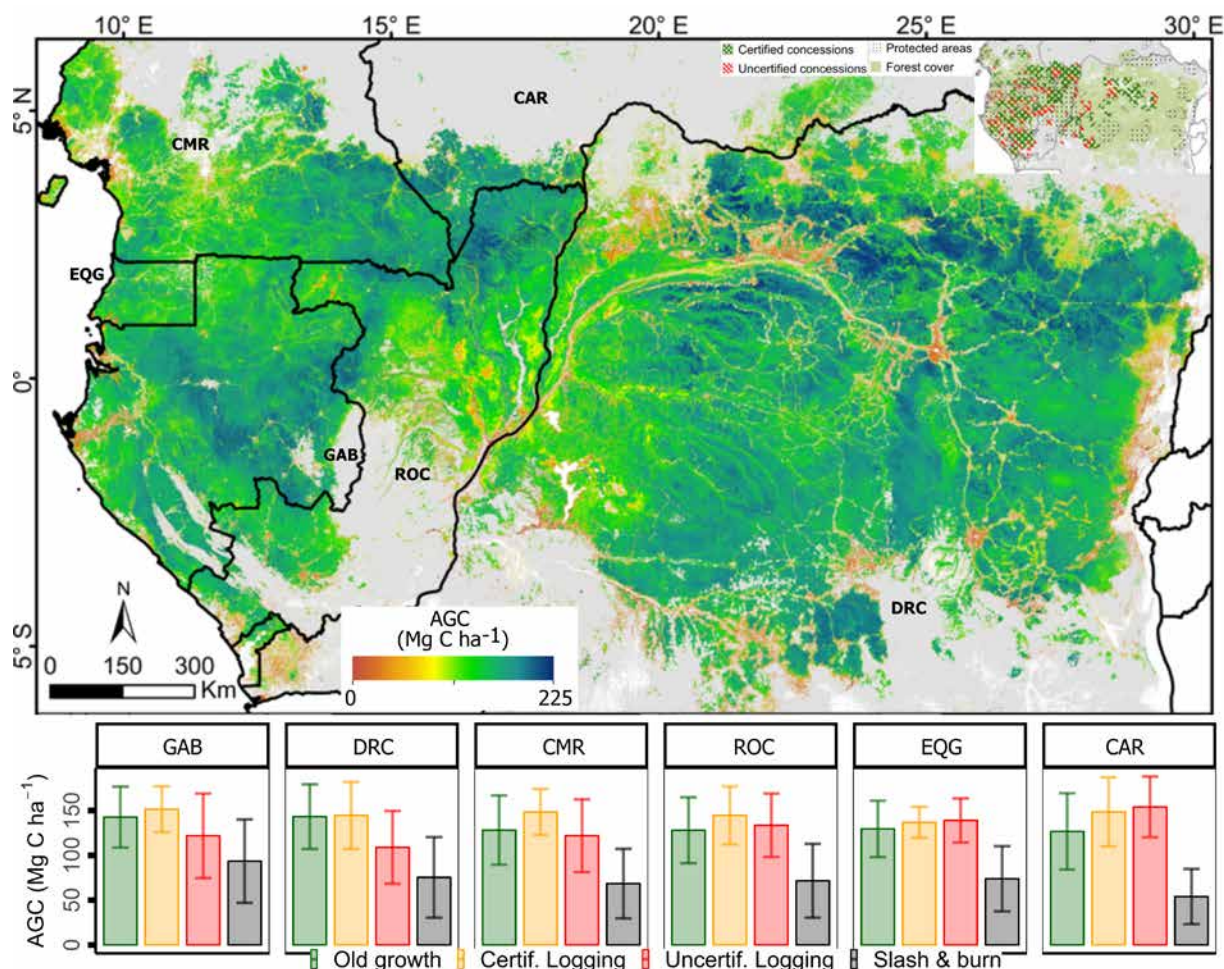 10° E 15° E 20° E 25° E 30° E
Certified concessions Protected areas
Uncertified concessions Forest cover
5° N
0°
5° S
CAR
CMR
EQG
GAB
ROC
DRC
N
0 150 300
Km
AGC
(Mg C ha⁻¹)
0 225
GAB DRC CMR ROC EQG CAR
AGC (Mg C ha⁻¹)
150
100
50
0
Old growth Certif. Logging Uncertif. Logging Slash & burn